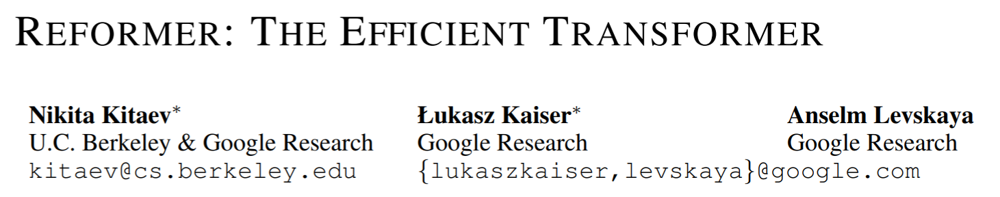 REFORMER: THE EFFICIENT TRANSFORMER
Nikita Kitaev* Łukasz Kaiser* Anselm Levskaya
U.C. Berkeley & Google Research Google Research Google Research
kitaev@cs.berkeley.edu {lukaszkaiser,levskaya}@google.com